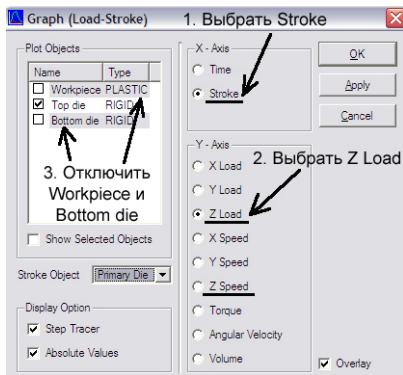 Graph (Load-Stroke)
1. Выбрать Stroke
Plot Objects
Name Type
Workpiece PLASTIC
Top die RIGID
Bottom die RIGID
3. Отключить
Workpiece и
Bottom die
Show Selected Objects
Stroke Object Primary Die
Display Option
Step Tracer
Absolute Values
X - Axis
Time
Stroke
Y - Axis
X Load
2. Выбрать Z Load
Y Load
Z Load
X Speed
Y Speed
Z Speed
Torque
Angular Velocity
Volume
OK
Apply
Cancel
Overlay